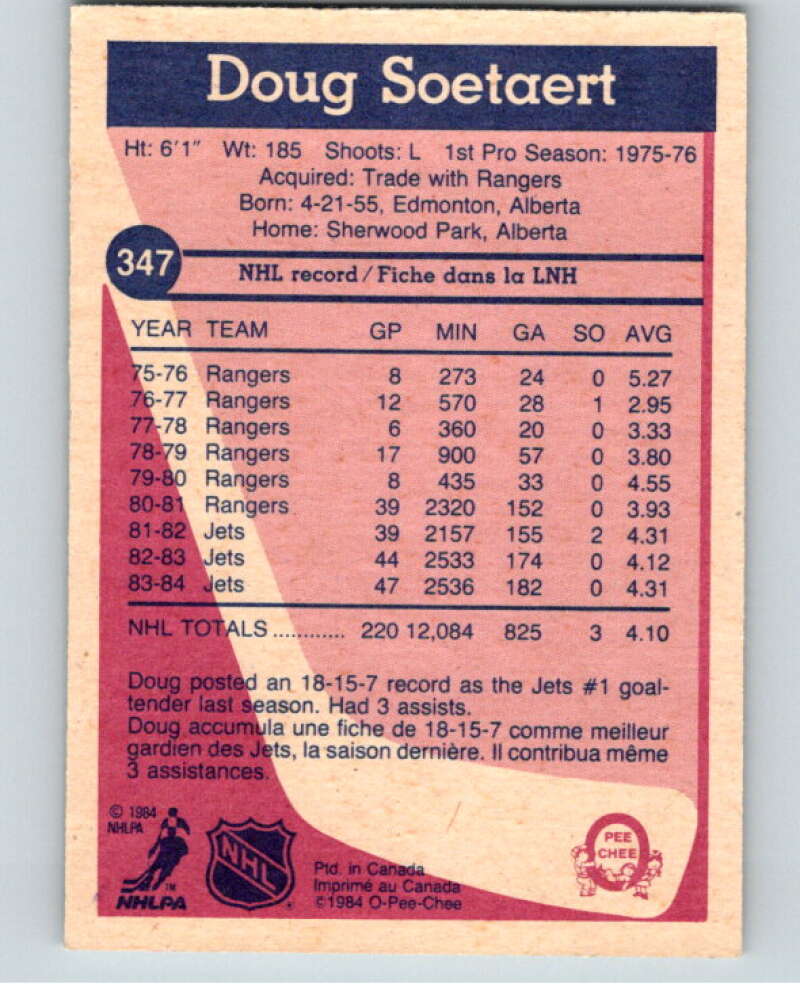 Doug Soetaert
Ht: 6'1" Wt: 185 Shoots: L 1st Pro Season: 1975-76
Acquired: Trade with Rangers
Born: 4-21-55, Edmonton, Alberta
Home: Sherwood Park, Alberta
347
NHL record/Fiche dans la LNH
YEAR TEAM GP MIN GA SO AVG
75-76 Rangers 8 273 24 0 5.27
76-77 Rangers 12 570 28 1 2.95
77-78 Rangers 6 360 20 0 3.33
78-79 Rangers 17 900 57 0 3.80
79-80 Rangers 8 435 33 0 4.55
80-81 Rangers 39 2320 152 0 3.93
81-82 Jets 39 2157 155 2 4.31
82-83 Jets 44 2533 174 0 4.12
83-84 Jets 47 2536 182 0 4.31
NHL TOTALS ............ 220 12,084 825 3 4.10
Doug posted an 18-15-7 record as the Jets #1 goal-
tender last season. Had 3 assists.
Doug accumula une fiche de 18-15-7 comme meilleur
gardien des Jets, la saison dernière. Il contribua même
3 assistances.
© 1984
NHLPA
TM
NHLPA
NHL
Ptd. in Canada
Imprimé au Canada
©1984 O-Pee-Chee
O
PEE
CHEE